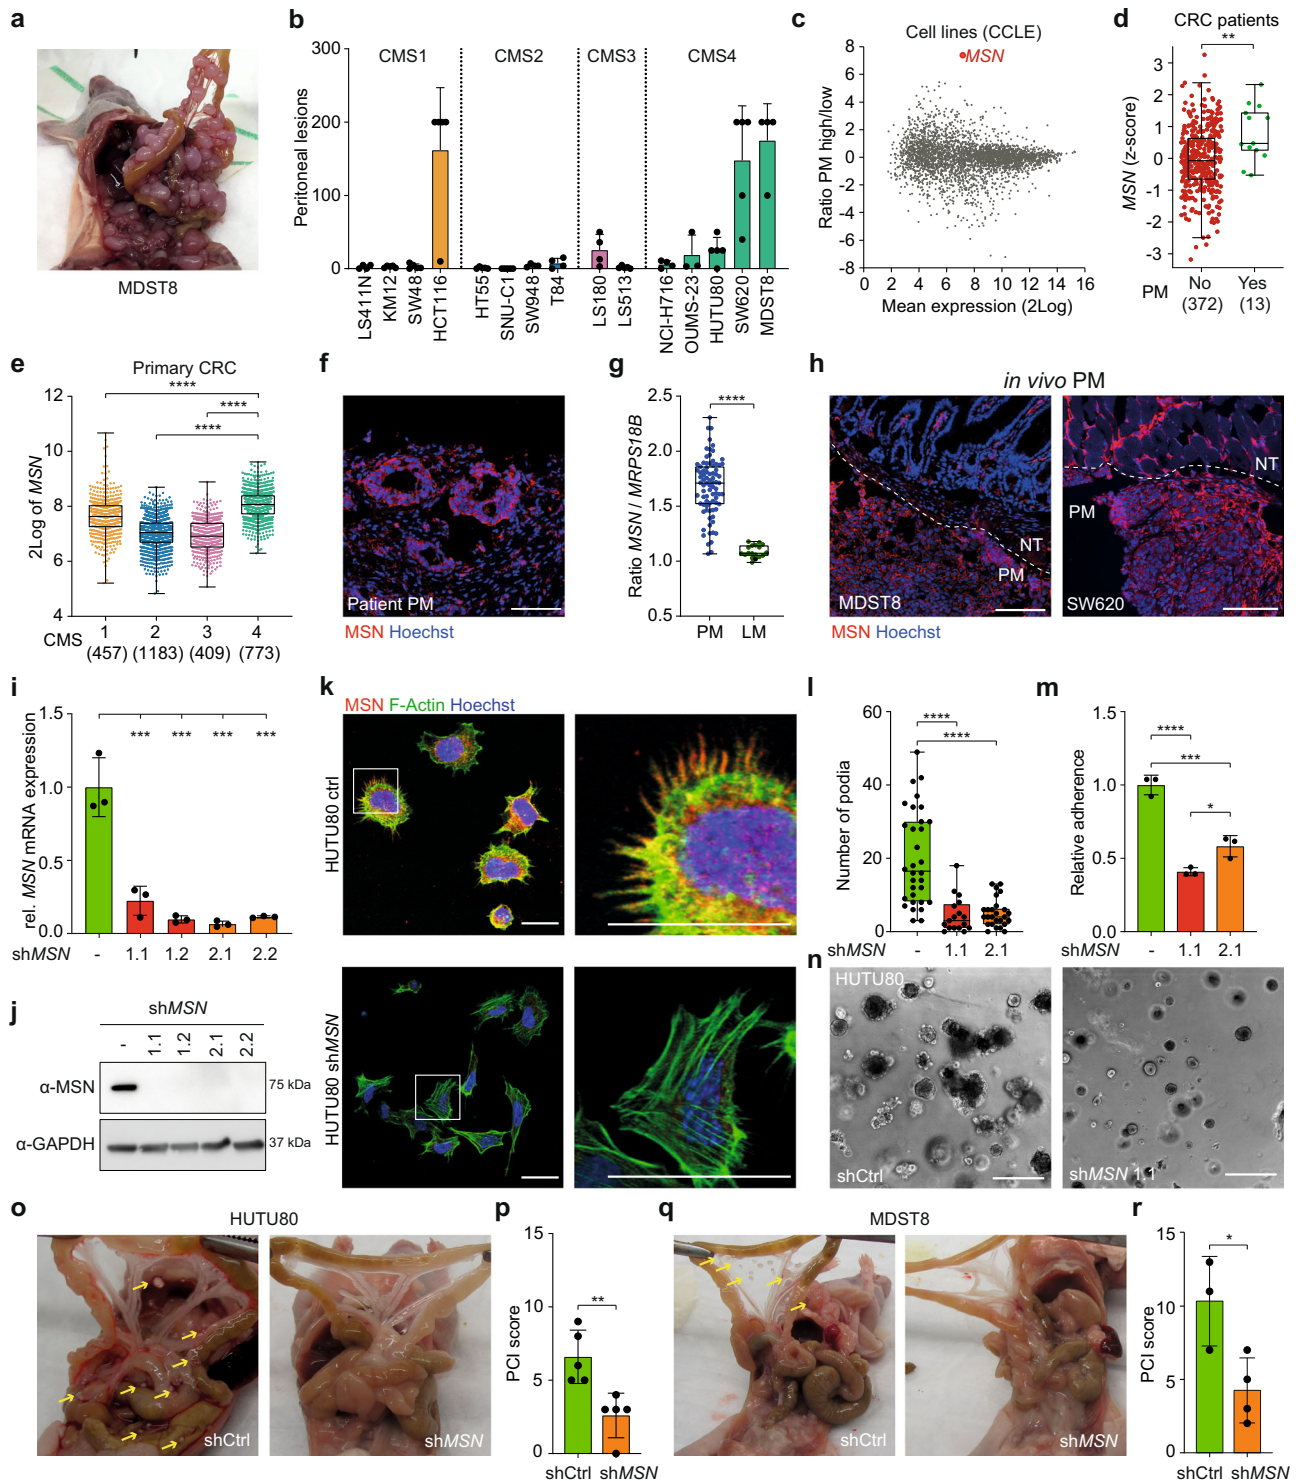 a
MDST8
b
Peritoneal lesions
300
200
100
0
CMS1
CMS2
CMS3
CMS4
LS411N
KM12
SW48
HCT116
HT55
SNU-C1
SW948
T84
LS180
LS513
NCI-H716
OUMS-23
HUTU80
SW620
MDST8
c
Cell lines (CCLE)
MSN
Ratio PM high/low
8
6
4
2
0
-2
-4
-6
-8
0 2 4 6 8 10 12 14 16
Mean expression (2Log)
d
CRC patients
**
MSN (z-score)
4
3
2
1
0
-1
-2
-3
PM No Yes
(372) (13)
e
Primary CRC
****
****
****
2Log of MSN
12
10
8
6
4
CMS 1 2 3 4
(457) (1183) (409) (773)
f
Patient PM
MSN Hoechst
g
****
Ratio MSN / MRPS18B
2.5
2.0
1.5
1.0
0.5
PM LM
h
in vivo PM
NT
PM
MDST8
NT
PM
SW620
MSN Hoechst
i
rel. MSN mRNA expression
1.5
1.0
0.5
0.0
*** *** *** ***
shMSN - 1.1 1.2 2.1 2.2
j
shMSN
- 1.1 1.2 2.1 2.2
α-MSN 75 kDa
α-GAPDH 37 kDa
k
MSN F-Actin Hoechst
HUTU80 ctrl
HUTU80 shMSN
l
****
****
Number of podia
60
40
20
0
shMSN - 1.1 2.1
m
****
***
*
Relative adherence
1.5
1.0
0.5
0.0
1.1 2.1
n
HUTU80
shCtrl
shMSN 1.1
o
HUTU80
shCtrl
shMSN
p
**
PCI score
15
10
5
0
shCtrl shMSN
q
MDST8
shCtrl
shMSN
r
*
PCI score
15
10
5
0
shCtrl shMSN